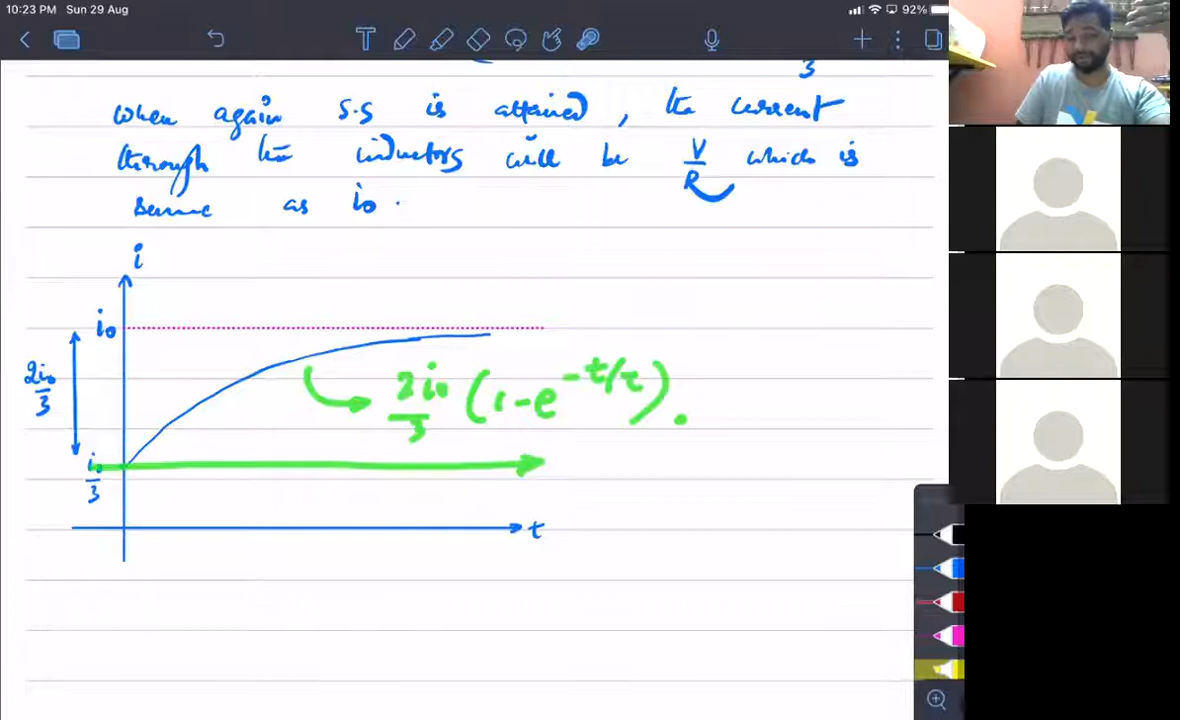 10:23 PM Sun 29 Aug 92%
3
when again s.s is attained, the current
through the inductors will be V/R which is
same as i₀.
i
i₀
2i₀/3
2i₀/3 (1-e^-t/τ).
i₀/3
t